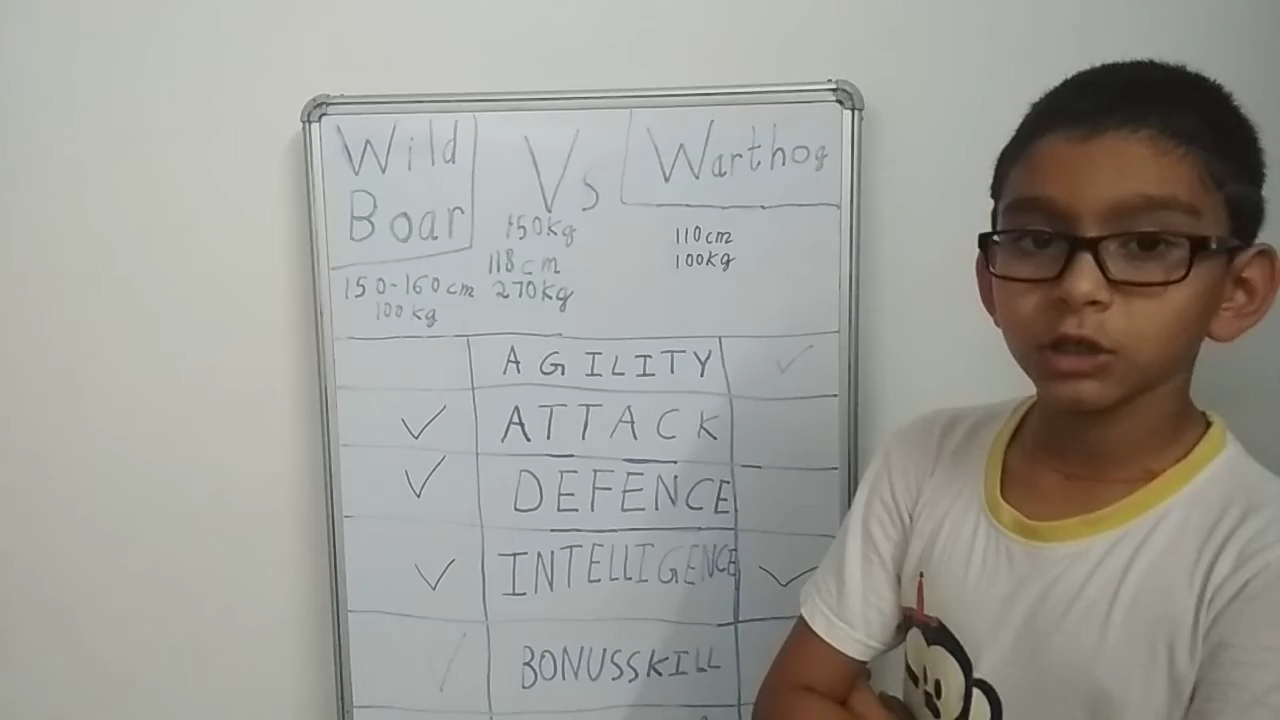 Wild
Boar
Vs
Warthog
150kg
118cm
270kg
150-160cm
100kg
110cm
100kg
AGILITY ✓
✓ ATTACK
✓ DEFENCE
✓ INTELLIGENCE ✓
✓ BONUSSKILL